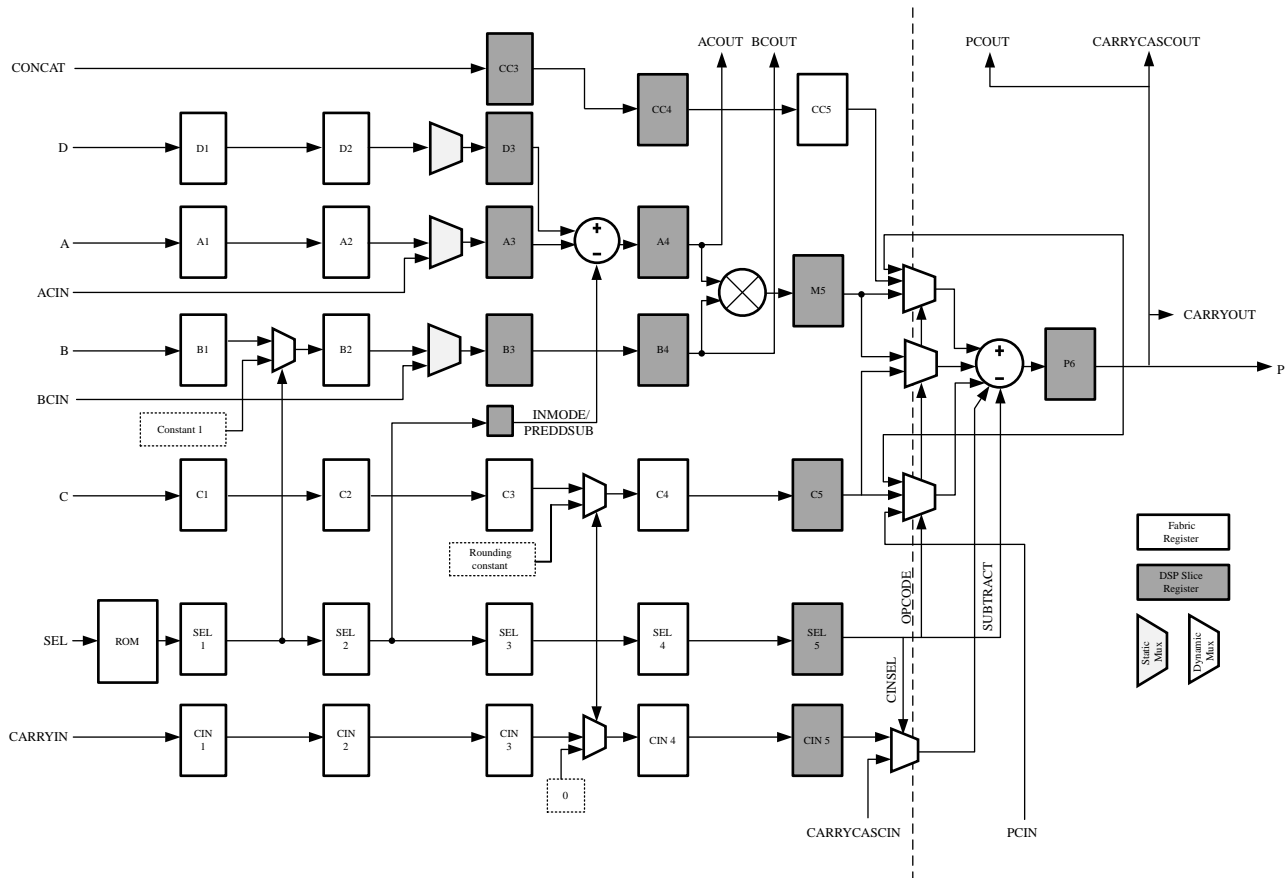 ACOUT BCOUT
PCOUT CARRYCASCOUT
CONCAT
CC3
CC4
CC5
D
D1
D2
D3
A
A1
A2
A3
+
−
A4
ACIN
M5
CARRYOUT
B
B1
B2
B3
B4
+
−
P6
P
BCIN
Constant 1
INMODE/
PREDDSUB
C
C1
C2
C3
C4
C5
Rounding
constant
OPCODE
SUBTRACT
Fabric
Register
DSP Slice
Register
Static
Mux
Dynamic
Mux
SEL
ROM
SEL
1
SEL
2
SEL
3
SEL
4
SEL
5
CINSEL
CARRYIN
CIN
1
CIN
2
CIN
3
CIN 4
CIN 5
0
CARRYCASCIN
PCIN